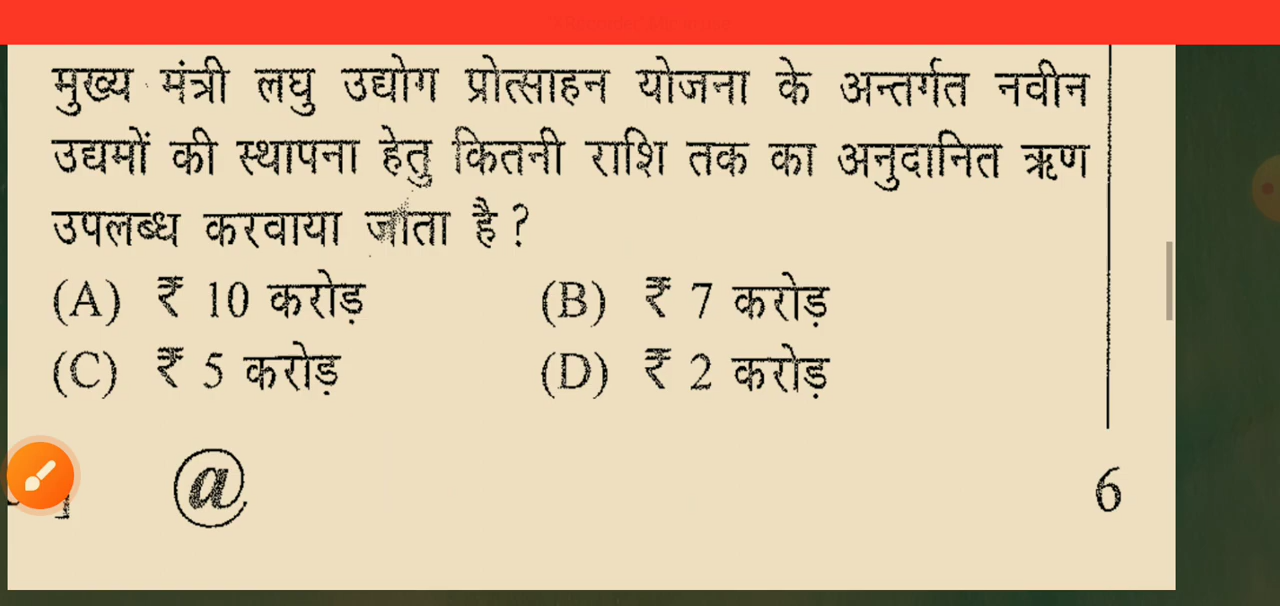 मुख्य मंत्री लघु उद्योग प्रोत्साहन योजना के अन्तर्गत नवीन
उद्यमों की स्थापना हेतु कितनी राशि तक का अनुदानित ऋण
उपलब्ध करवाया जाता है ?
(A) ₹ 10 करोड़ (B) ₹ 7 करोड़
(C) ₹ 5 करोड़ (D) ₹ 2 करोड़
@ 6